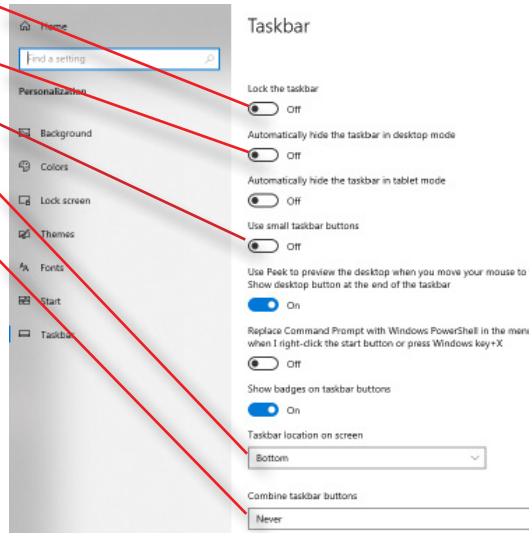 Home
Find a setting
Personalization
Background
Colors
Lock screen
Themes
Fonts
Start
Taskbar
Taskbar
Lock the taskbar
Off
Automatically hide the taskbar in desktop mode
Off
Automatically hide the taskbar in tablet mode
Off
Use small taskbar buttons
Off
Use Peek to preview the desktop when you move your mouse to
Show desktop button at the end of the taskbar
On
Replace Command Prompt with Windows PowerShell in the menu
when I right-click the start button or press Windows key+X
Off
Show badges on taskbar buttons
On
Taskbar location on screen
Bottom
Combine taskbar buttons
Never